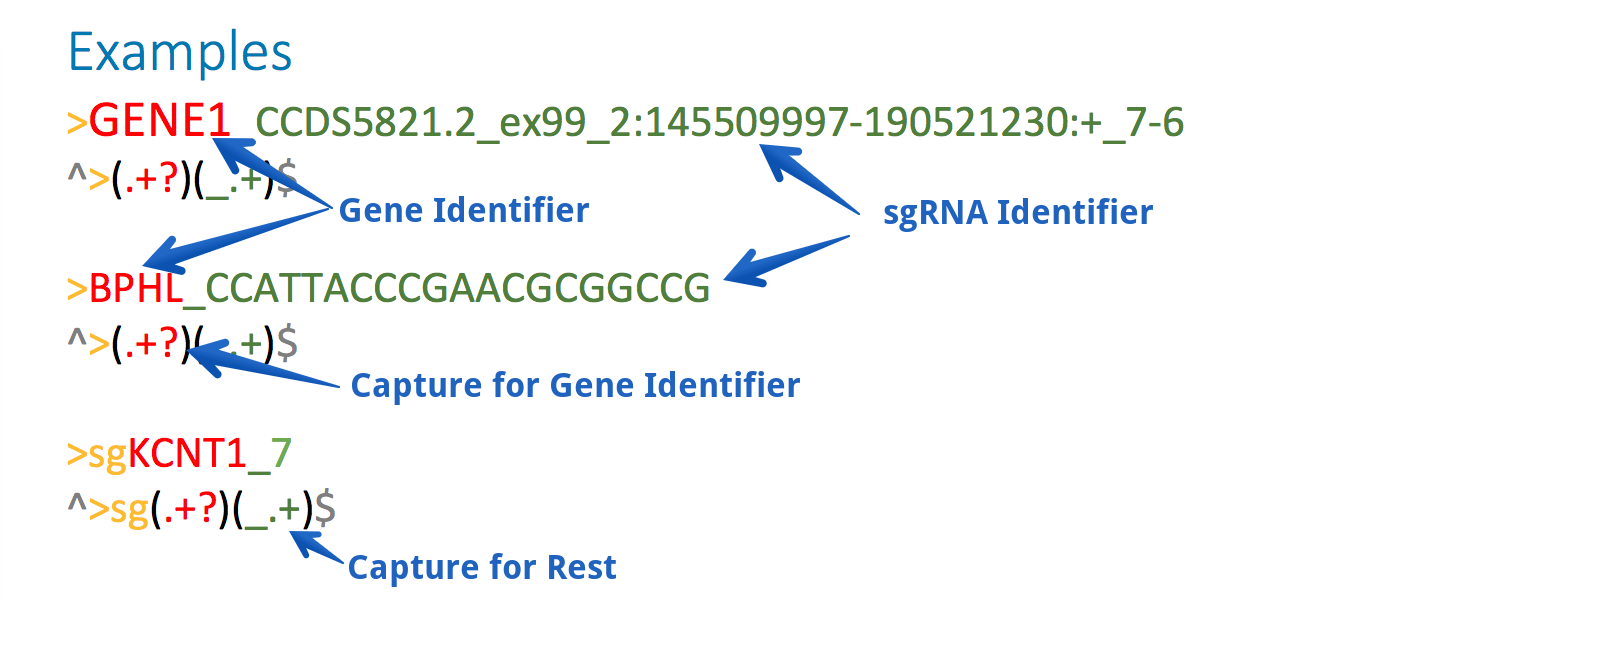 Examples
>GENE1_CCDS5821.2_ex99_2:145509997-190521230:+_7-6
^>(.+?)(_.+)$
Gene Identifier
sgRNA Identifier
>BPHL_CCATTACCCGAACGCGGCCG
^>(.+?)(_.+)$
Capture for Gene Identifier
>sgKCNT1_7
^>sg(.+?)(_.+)$
Capture for Rest